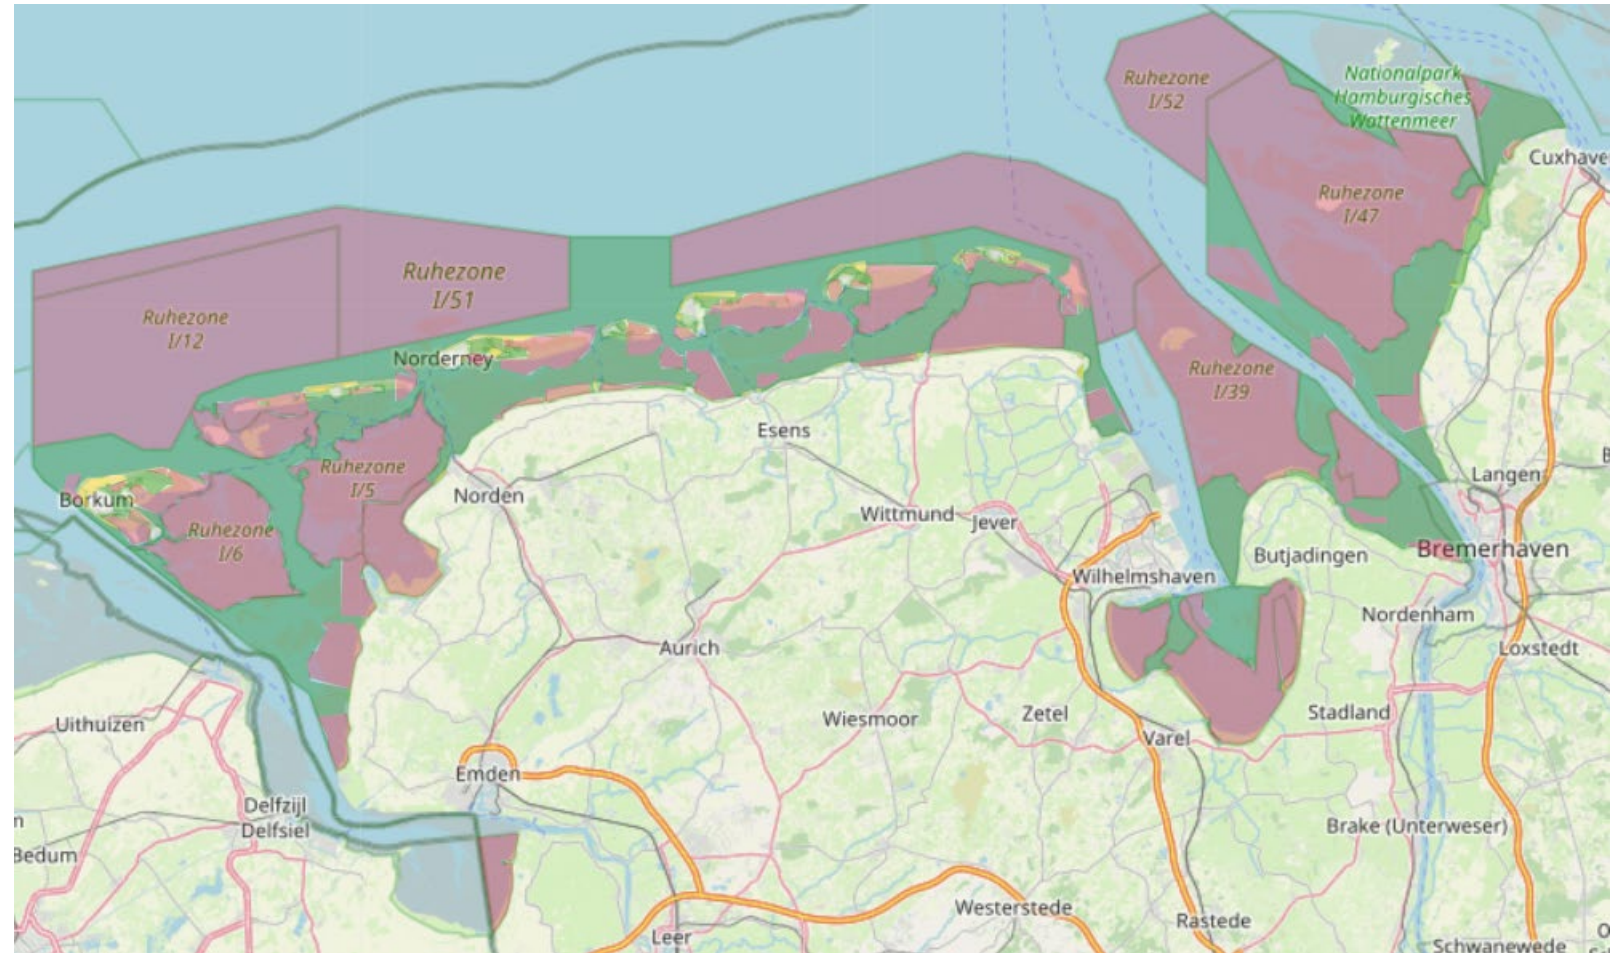 Ruhezone
I/52
Nationalpark
Hamburgisches
Wattenmeer
Cuxhave
Ruhezone
I/47
Ruhezone
I/51
Ruhezone
I/12
Norderney
Ruhezone
I/39
Esens
Ruhezone
I/5
Langen
Borkum
Norden
Wittmund
Jever
Ruhezone
I/6
Butjadingen
Bremerhaven
Wilhelmshaven
Nordenham
Aurich
Loxstedt
Uithuizen
Wiesmoor
Zetel
Stadland
Varel
Emden
Delfzijl
Delfsiel
Brake (Unterweser)
Bedum
Westerstede
Rastede
Leer
Schwanewede